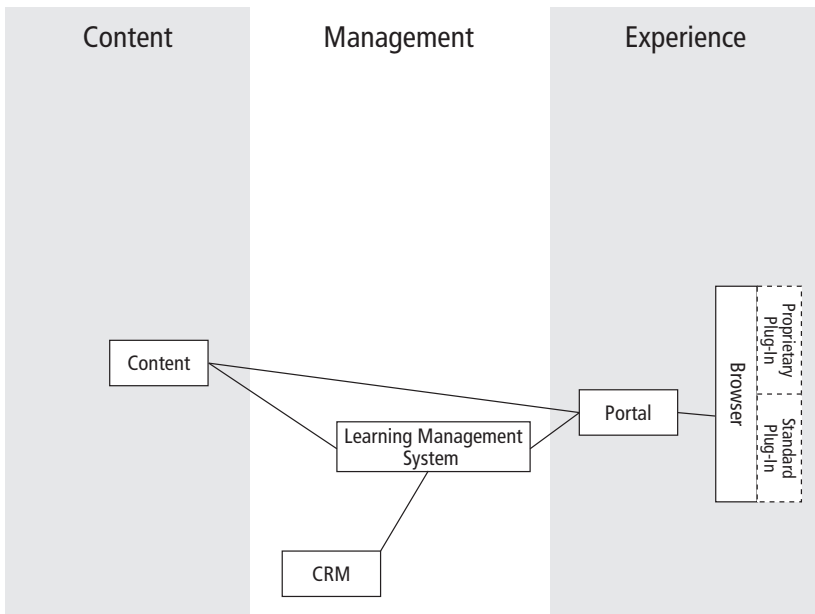 Content
Management
Experience
Content
Learning Management
System
CRM
Portal
Browser
Proprietary
Plug-In
Standard
Plug-In